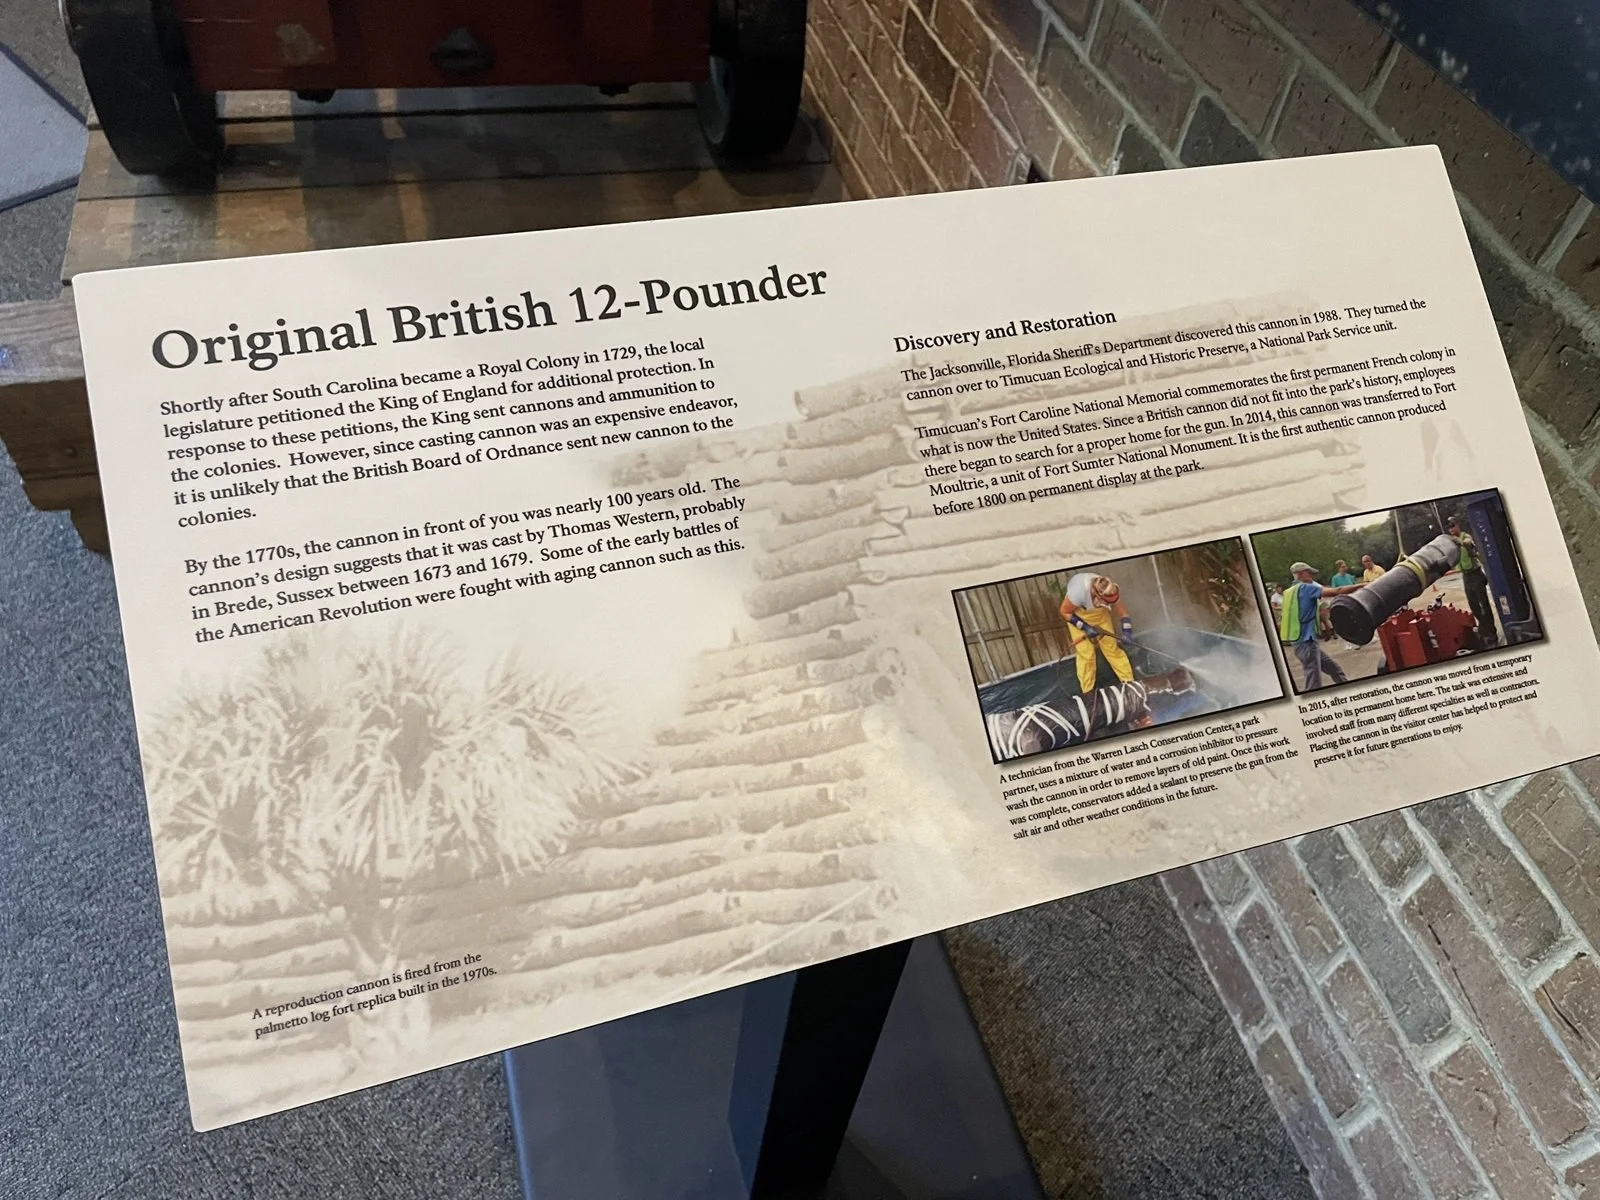 Original British 12-Pounder
Shortly after South Carolina became a Royal Colony in 1729, the local
legislature petitioned the King of England for additional protection. In
response to these petitions, the King sent cannons and ammunition to
the colonies. However, since casting cannon was an expensive endeavor,
it is unlikely that the British Board of Ordnance sent new cannon to the
colonies.
By the 1770s, the cannon in front of you was nearly 100 years old. The
cannon's design suggests that it was cast by Thomas Western, probably
in Brede, Sussex between 1673 and 1679. Some of the early battles of
the American Revolution were fought with aging cannon such as this.
A reproduction cannon is fired from the
palmetto log fort replica built in the 1970s.
Discovery and Restoration
The Jacksonville, Florida Sheriff's Department discovered this cannon in 1988. They turned the
cannon over to Timucuan Ecological and Historic Preserve, a National Park Service unit.
Timucuan's Fort Caroline National Memorial commemorates the first permanent French colony in
what is now the United States. Since a British cannon did not fit into the park's history, employees
there began to search for a proper home for the gun. In 2014, this cannon was transferred to Fort
Moultrie, a unit of Fort Sumter National Monument. It is the first authentic cannon produced
before 1800 on permanent display at the park.
A technician from the Warren Lasch Conservation Center, a park
partner, uses a mixture of water and a corrosion inhibitor to pressure
wash the cannon in order to remove layers of old paint. Once this work
was complete, conservators added a sealant to preserve the gun from the
salt air and other weather conditions in the future.
In 2015, after restoration, the cannon was moved from a temporary
location to its permanent home here. The task was extensive and
involved staff from many different specialties as well as contractors.
Placing the cannon in the visitor center has helped to protect and
preserve it for future generations to enjoy.